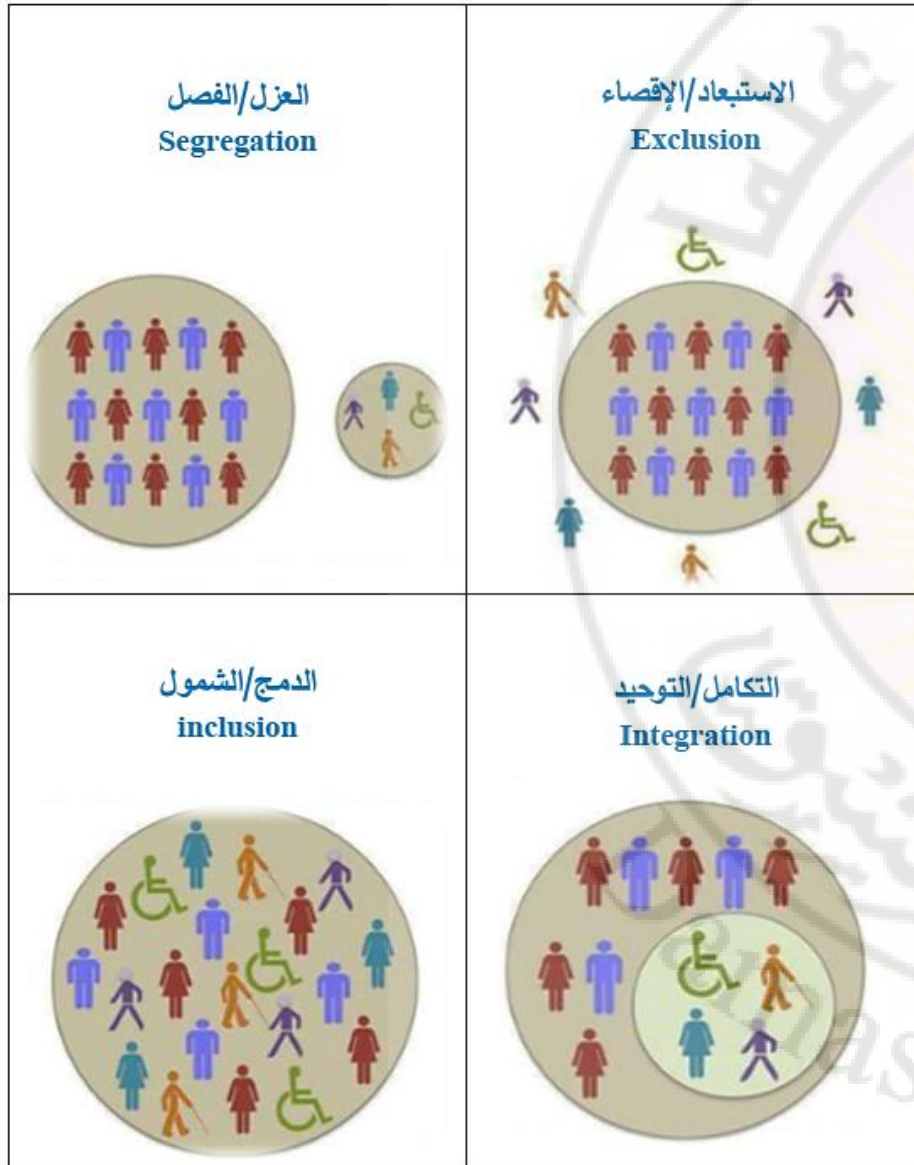 الاستبعاد/الإقصاء
Exclusion
العزل/الفصل
Segregation
التكامل/التوحيد
Integration
الدمج/الشمول
inclusion